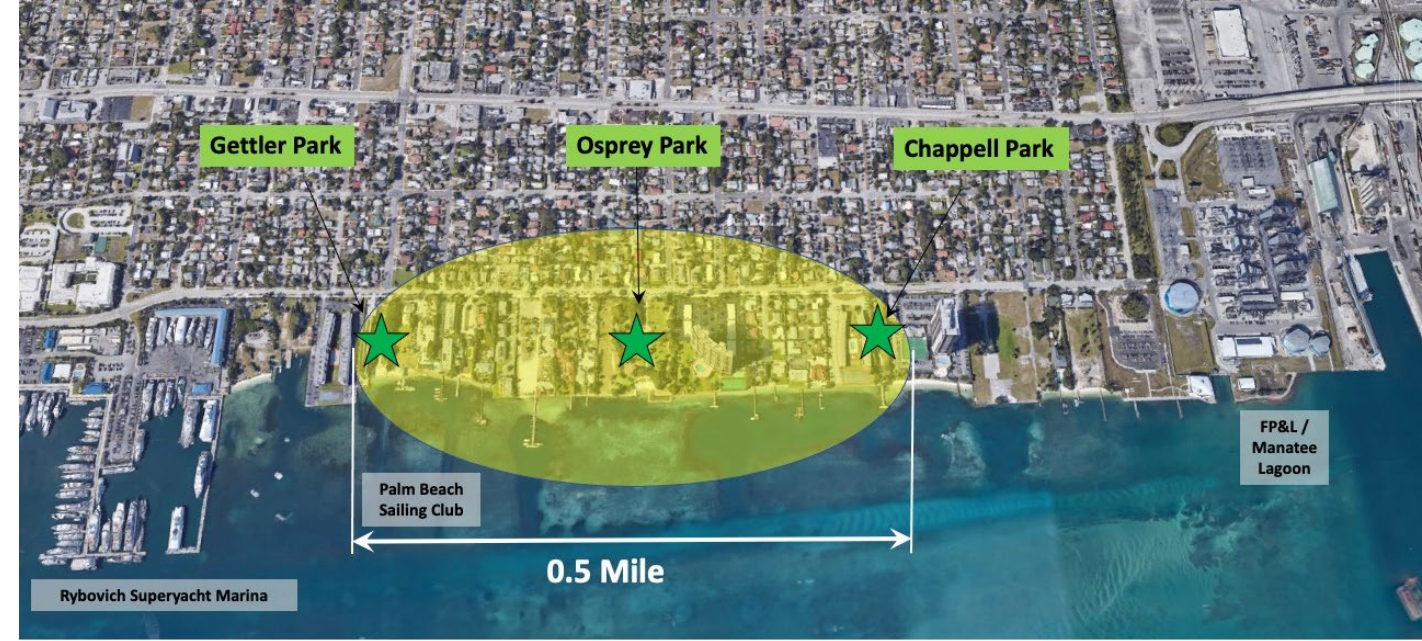 Gettler Park
Osprey Park
Chappell Park
FP&L /
Manatee
Lagoon
Palm Beach
Sailing Club
0.5 Mile
Rybovich Superyacht Marina